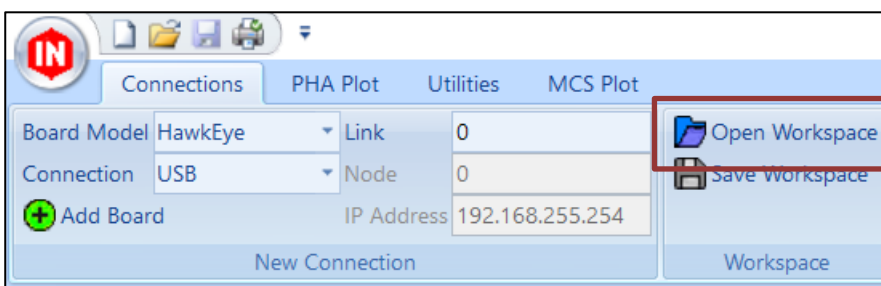 IN
Connections PHA Plot Utilities MCS Plot
Board Model HawkEye Link 0 Open Workspace
Connection USB Node 0 Save Workspace
Add Board IP Address 192.168.255.254
New Connection Workspace